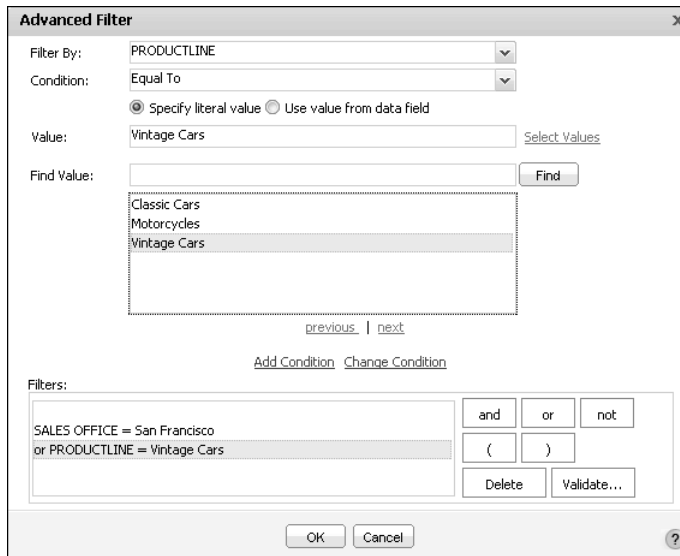 Advanced Filter x
Filter By: PRODUCTLINE
Condition: Equal To
Specify literal value Use value from data field
Value: Vintage Cars Select Values
Find Value: Find
Classic Cars
Motorcycles
Vintage Cars
previous | next
Add Condition Change Condition
Filters:
and or not
SALES OFFICE = San Francisco
or PRODUCTLINE = Vintage Cars
( )
Delete Validate...
OK Cancel ?